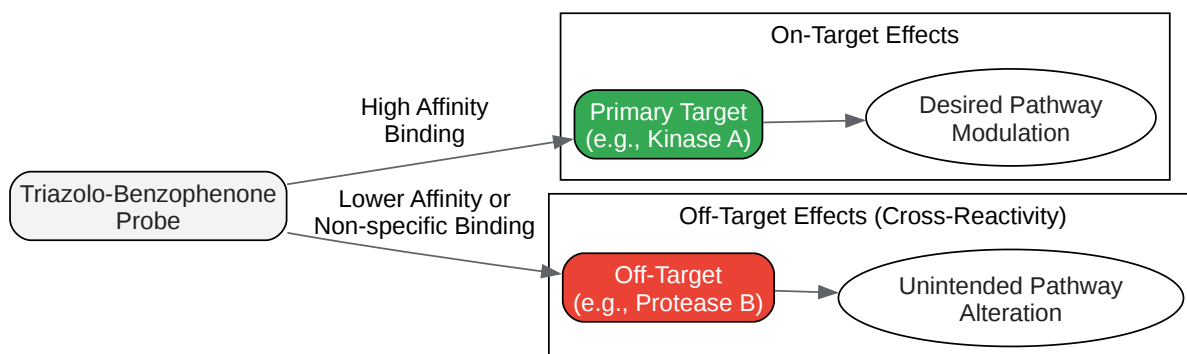 On-Target Effects
High Affinity
Binding
Primary Target
(e.g., Kinase A)
Desired Pathway
Modulation
Triazolo-Benzophenone
Probe
Lower Affinity or
Non-specific Binding
Off-Target Effects (Cross-Reactivity)
Off-Target
(e.g., Protease B)
Unintended Pathway
Alteration